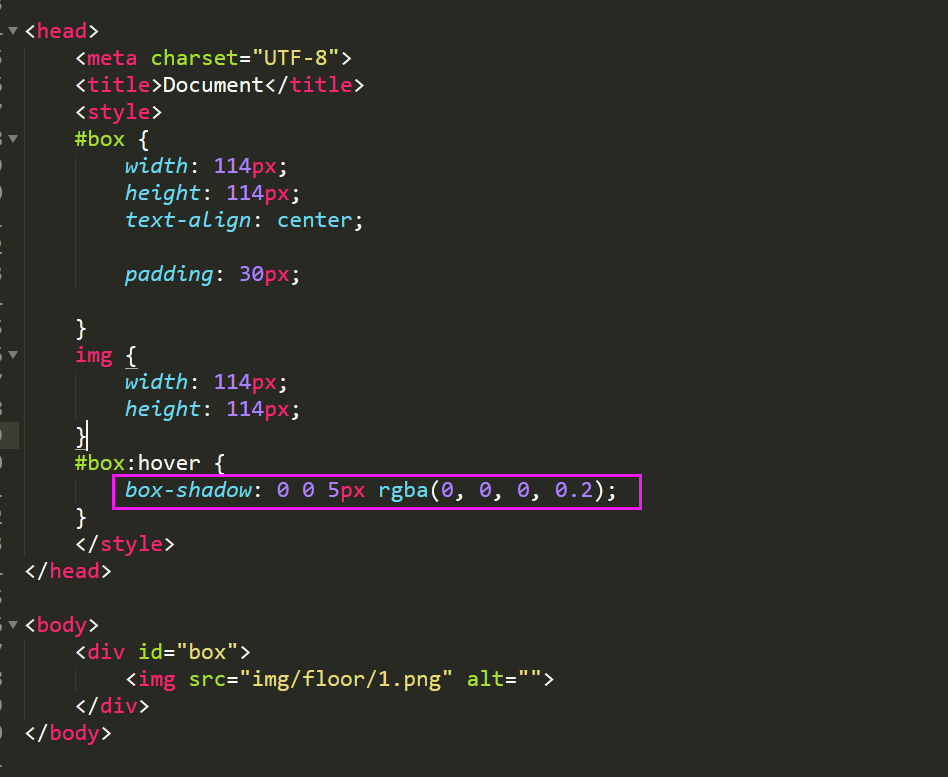 <head>
<meta charset="UTF-8">
<title>Document</title>
<style>
#box {
width: 114px;
height: 114px;
text-align: center;
padding: 30px;
}
img {
width: 114px;
height: 114px;
}
#box:hover {
box-shadow: 0 0 5px rgba(0, 0, 0, 0.2);
}
</style>
</head>
<body>
<div id="box">
<img src="img/floor/1.png" alt="">
</div>
</body>